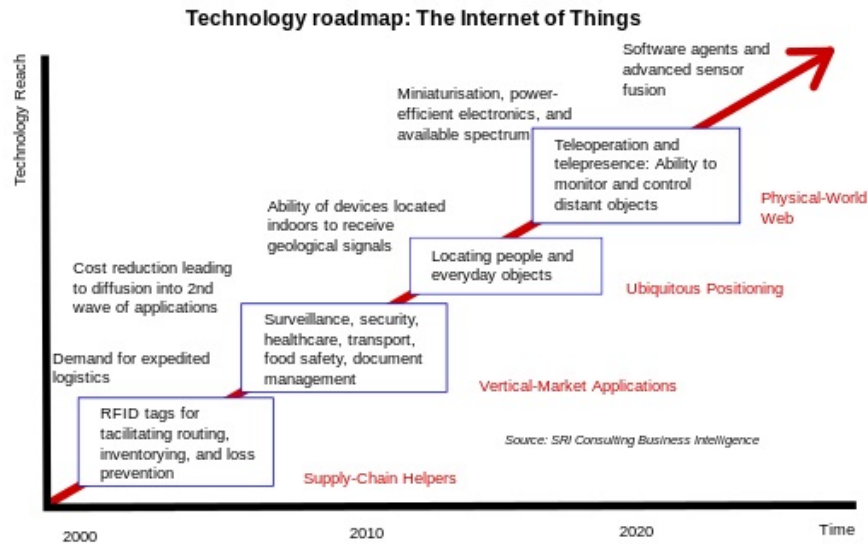 Technology roadmap: The Internet of Things
Technology Reach
Software agents and
advanced sensor
fusion
Miniaturisation, power-
efficient electronics, and
available spectrum
Teleoperation and
telepresence: Ability to
monitor and control
distant objects
Physical-World
Web
Ability of devices located
indoors to receive
geological signals
Locating people and
everyday objects
Ubiquitous Positioning
Cost reduction leading
to diffusion into 2nd
wave of applications
Surveillance, security,
healthcare, transport,
food safety, document
management
Vertical-Market Applications
Demand for expedited
logistics
RFID tags for
tacilitating routing,
inventorying, and loss
prevention
Supply-Chain Helpers
Source: SRI Consulting Business Intelligence
2000
2010
2020
Time